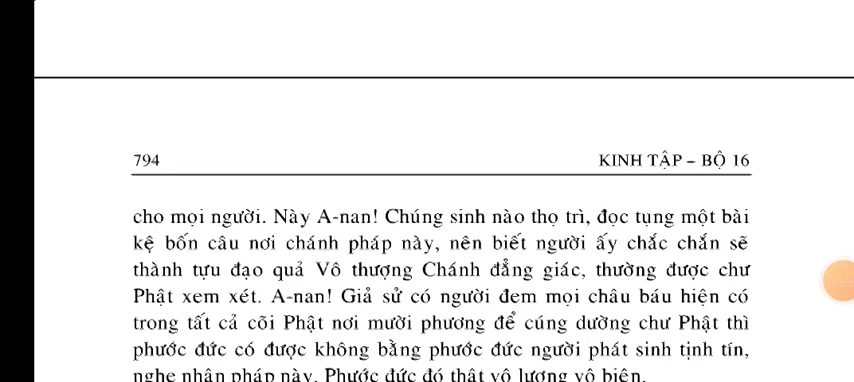 794 KINH TẬP – BỘ 16
cho mọi người. Này A-nan! Chúng sinh nào thọ trì, đọc tụng một bài
kệ bốn câu nơi chánh pháp này, nên biết người ấy chắc chắn sẽ
thành tựu đạo quả Vô thượng Chánh đẳng giác, thường được chư
Phật xem xét. A-nan! Giả sử có người đem mọi châu báu hiện có
trong tất cả cõi Phật nơi mười phương để cúng dường chư Phật thì
phước đức có được không bằng phước đức người phát sinh tịnh tín,
nghe nhận pháp này. Phước đức đó thật vô lượng vô biên.